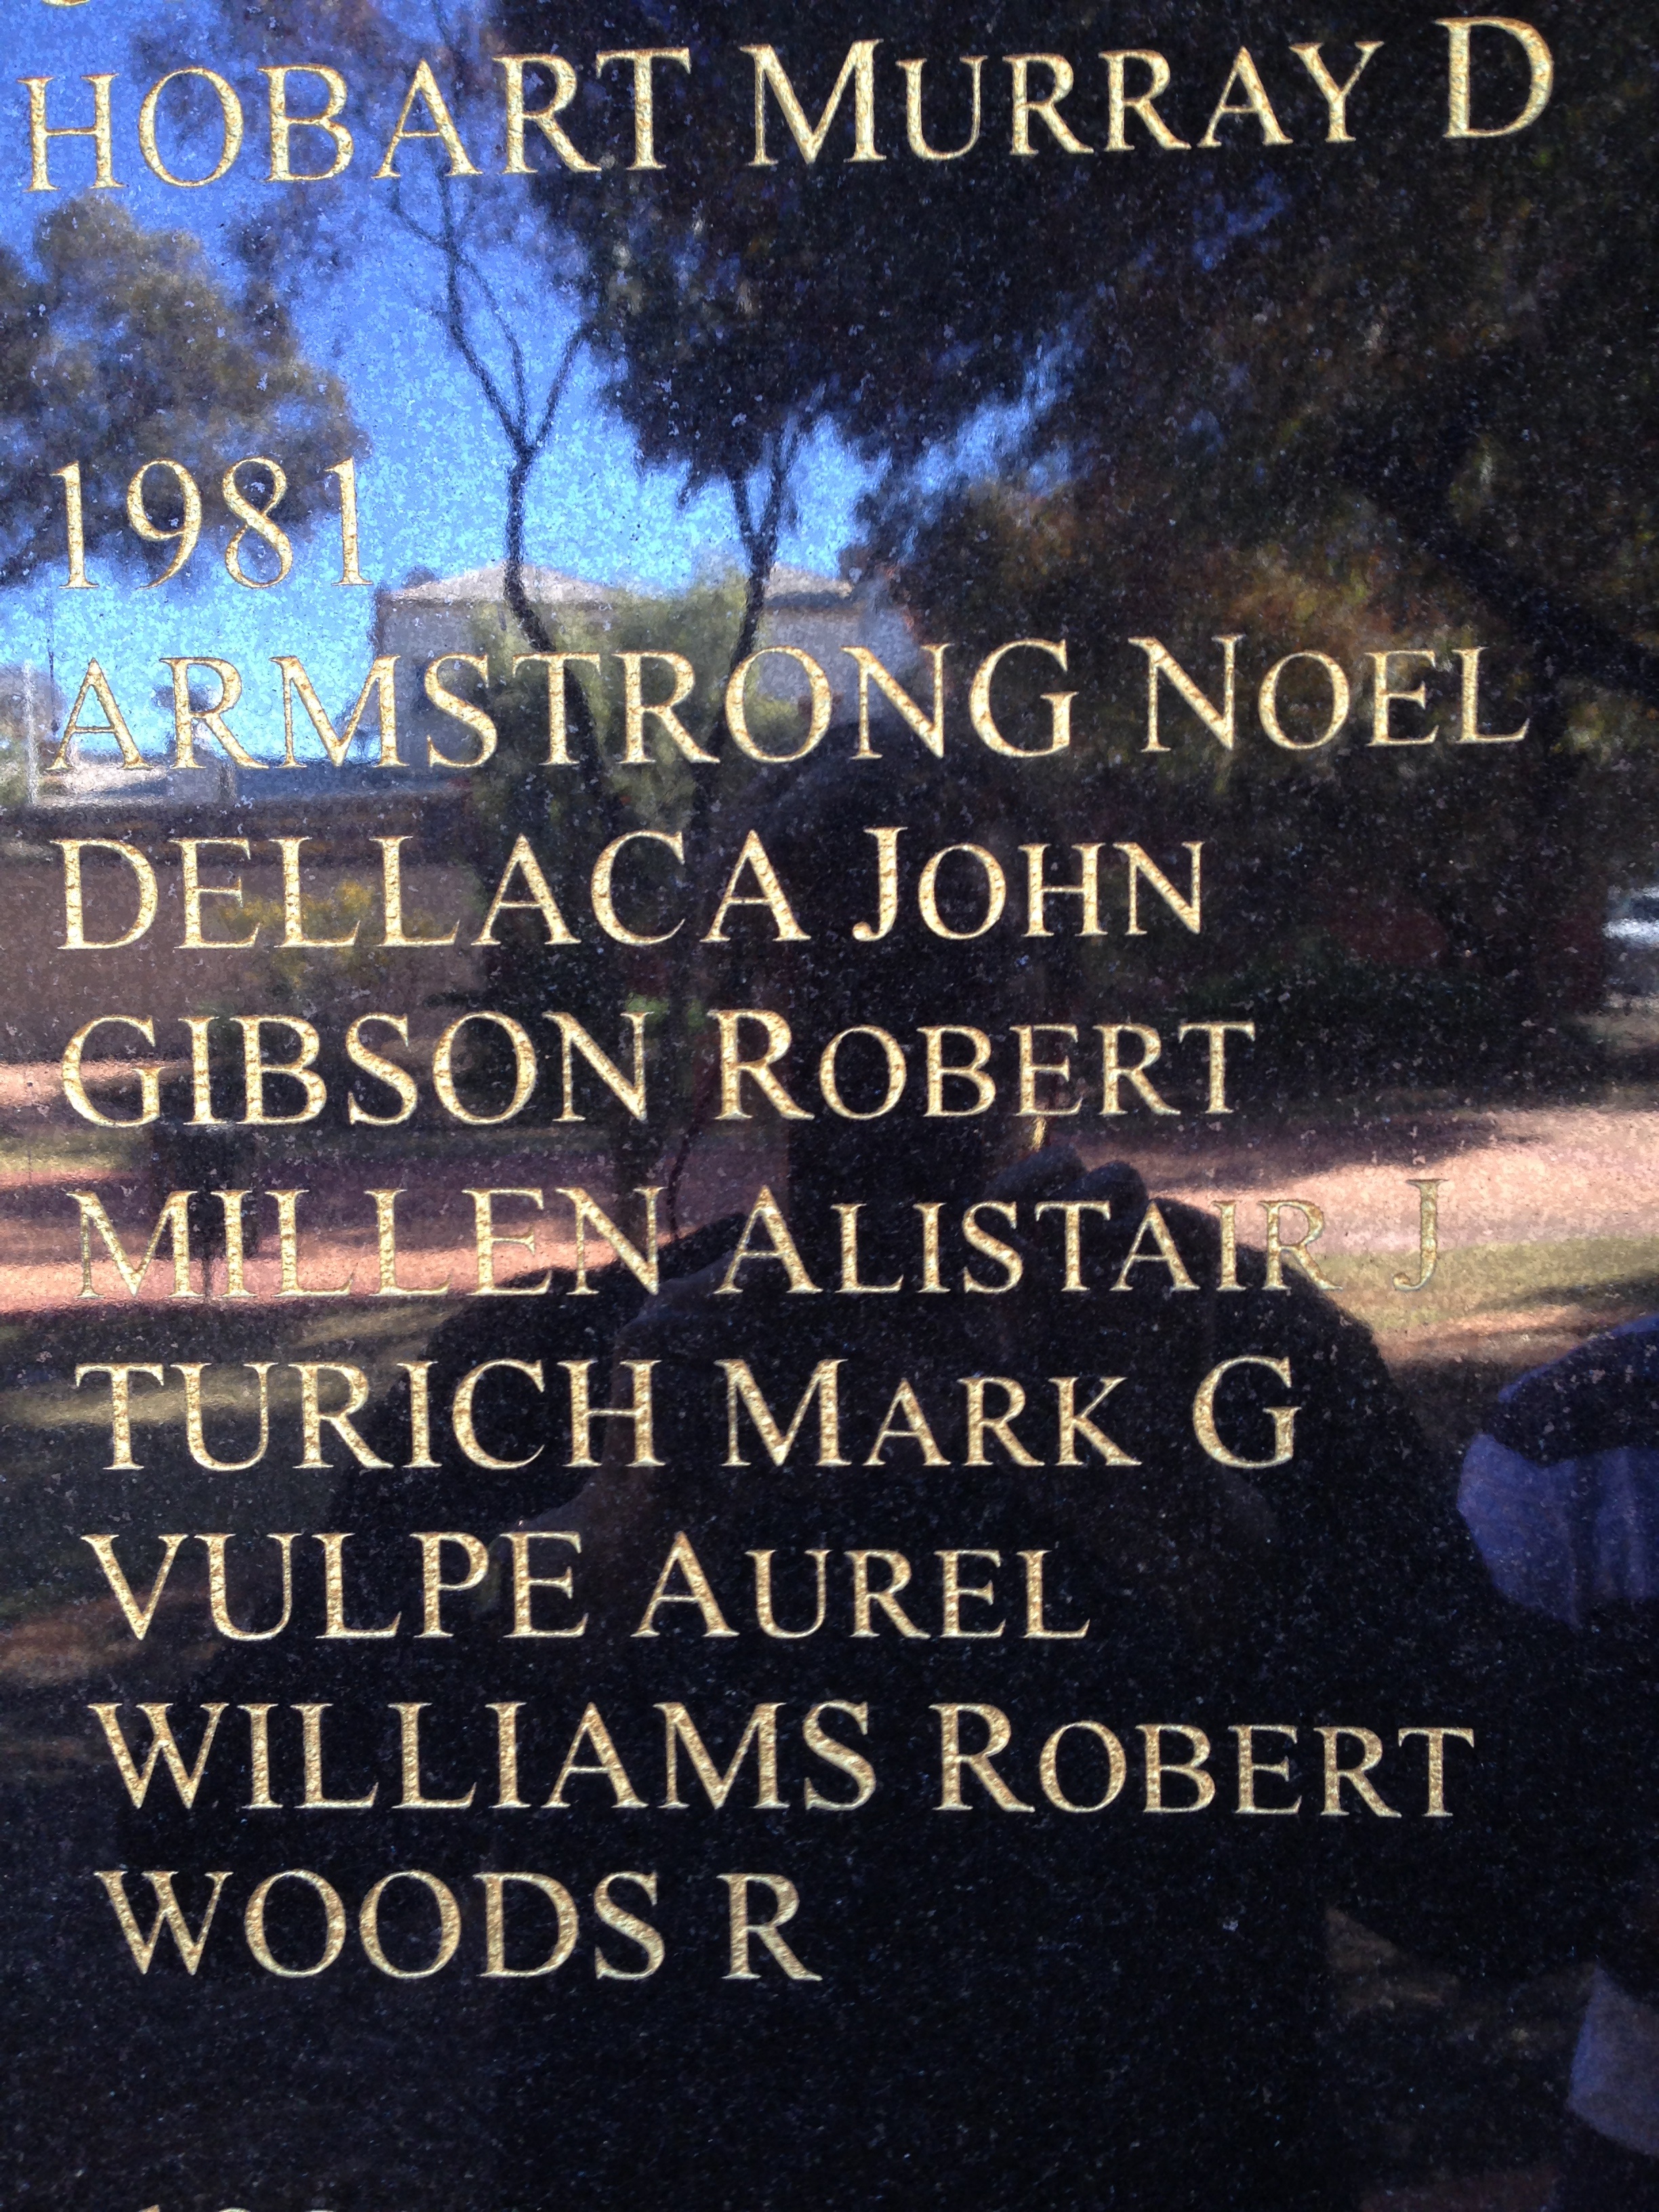 HOBART MURRAY D
1981
ARMSTRONG NOEL
DELLACA JOHN
GIBSON ROBERT
MILLEN ALISTAIR J
TURICH MARK G
VULPE AUREL
WILLIAMS ROBERT
WOODS R